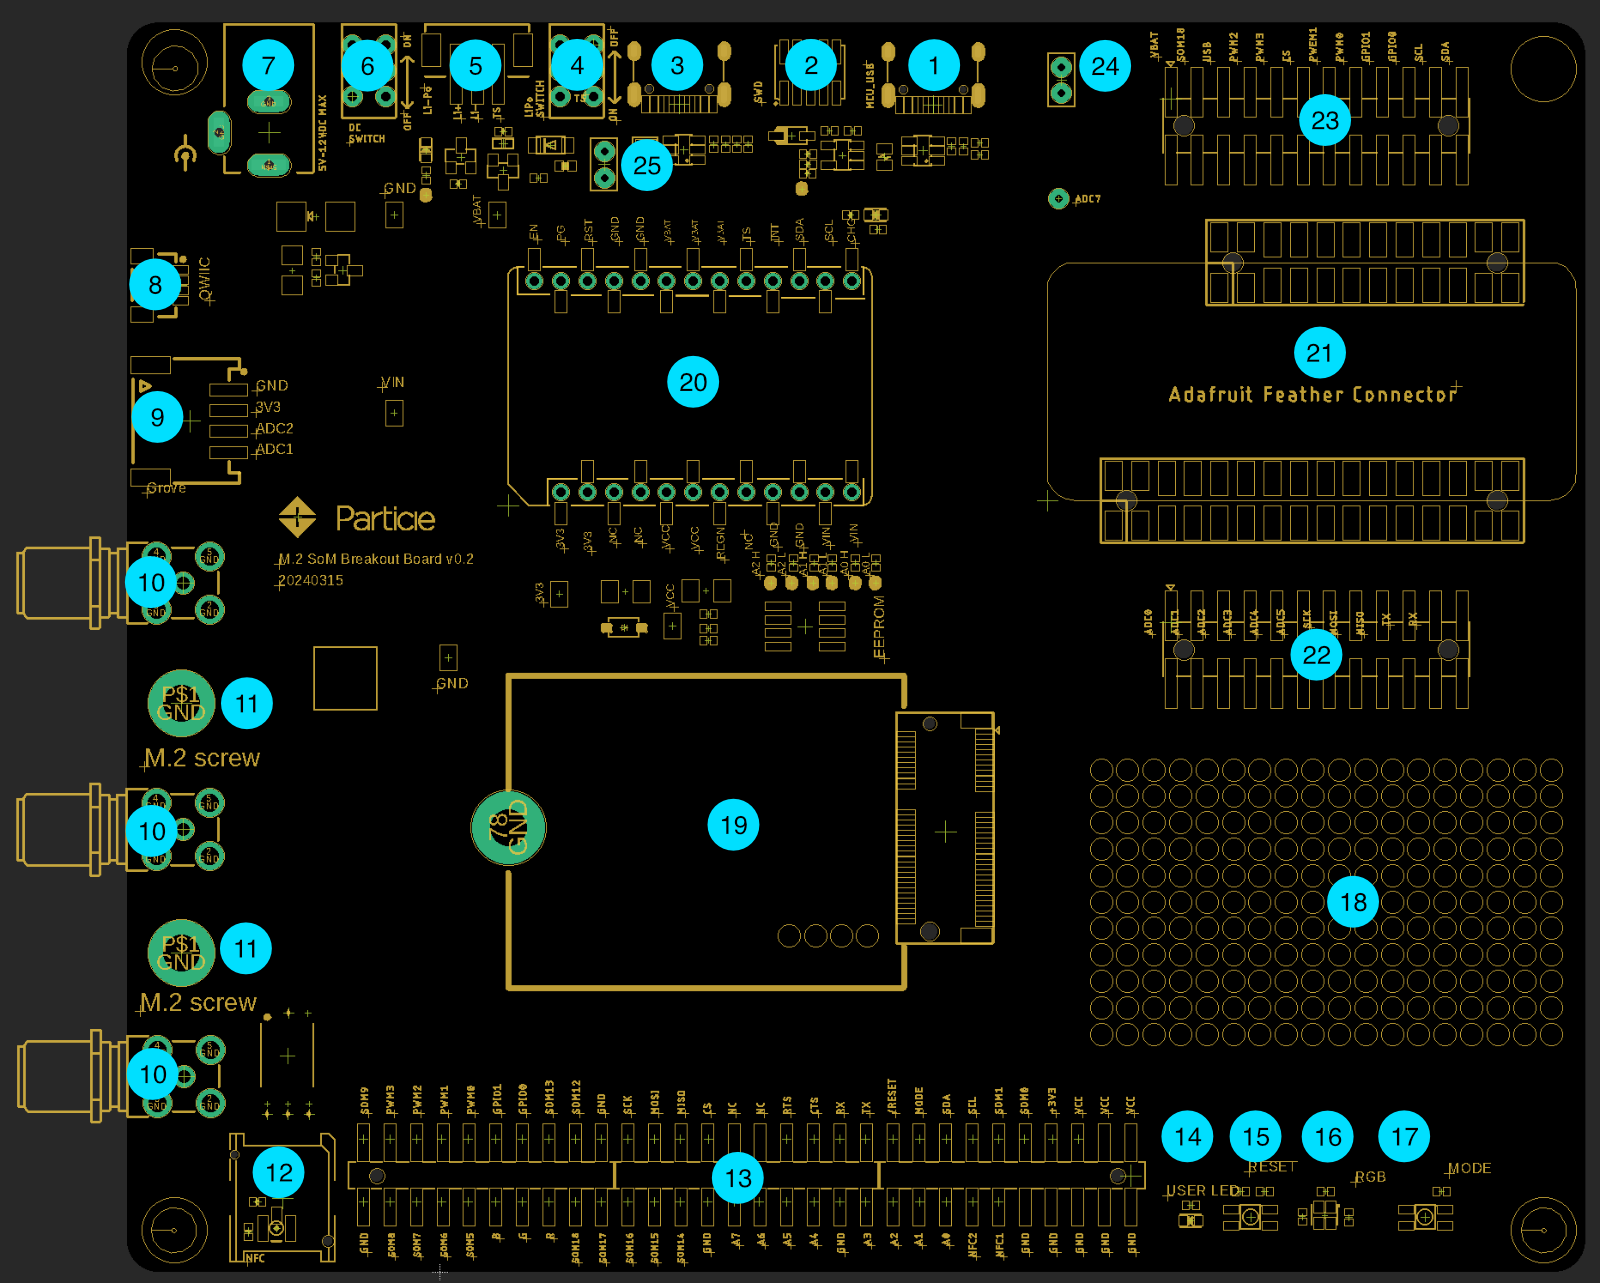 7
6
5
4
3
2
1
24
23
25
8
9
20
21
10
11
22
10
19
18
11
10
12
13
14
15
16
17
5V-12VDC MAX
DC SWITCH
ON
OFF
LI-Po
L+
L-
TS
LiPo SWITCH
OFF
ON
TS
SWD
MCU_USB
VBAT
SOM18
USB
PWM2
PWM3
CS
PWM1
PWM0
GPIO1
GPIO0
SCL
SDA
ADC7
GND
VBAT
EN
PG
RST
GND
GND
VBAT
VBAT
VBAT
TS
INT
SDA
SCL
CHG
QWIIC
GND
3V3
ADC2
ADC1
Grove
VIN
Adafruit Feather Connector
Particle
M.2 SoM Breakout Board v0.2
20240315
3V3
3V3
NC
NC
VCC
VCC
REGN
NC
GND
GND
VIN
VIN
A2 H
A2 L
A1 H
A1 L
A0 H
A0 L
3V3
VCC
EEPROM
GND
ADC0
ADC1
ADC2
ADC3
ADC4
ADC5
SCK
MOSI
MISO
TX
RX
P$1
GND
M.2 screw
78
GND
P$1
GND
M.2 screw
SOM9
PWM3
PWM2
PWM1
PWM0
GPIO1
GPIO0
SOM13
SOM12
GND
SCK
MOSI
MISO
CS
NC
NC
RTS
CTS
RX
TX
/RESET
MODE
SDA
SCL
SOM1
SOM0
+3V3
VCC
VCC
VCC
GND
SOM8
SOM7
SOM6
SOM5
B
G
R
SOM18
SOM17
SOM16
SOM15
SOM14
GND
A7
A6
A5
A4
GND
A3
A2
A1
A0
NFC2
NFC1
GND
GND
GND
GND
GND
NFC
USER LED
RESET
RGB
MODE